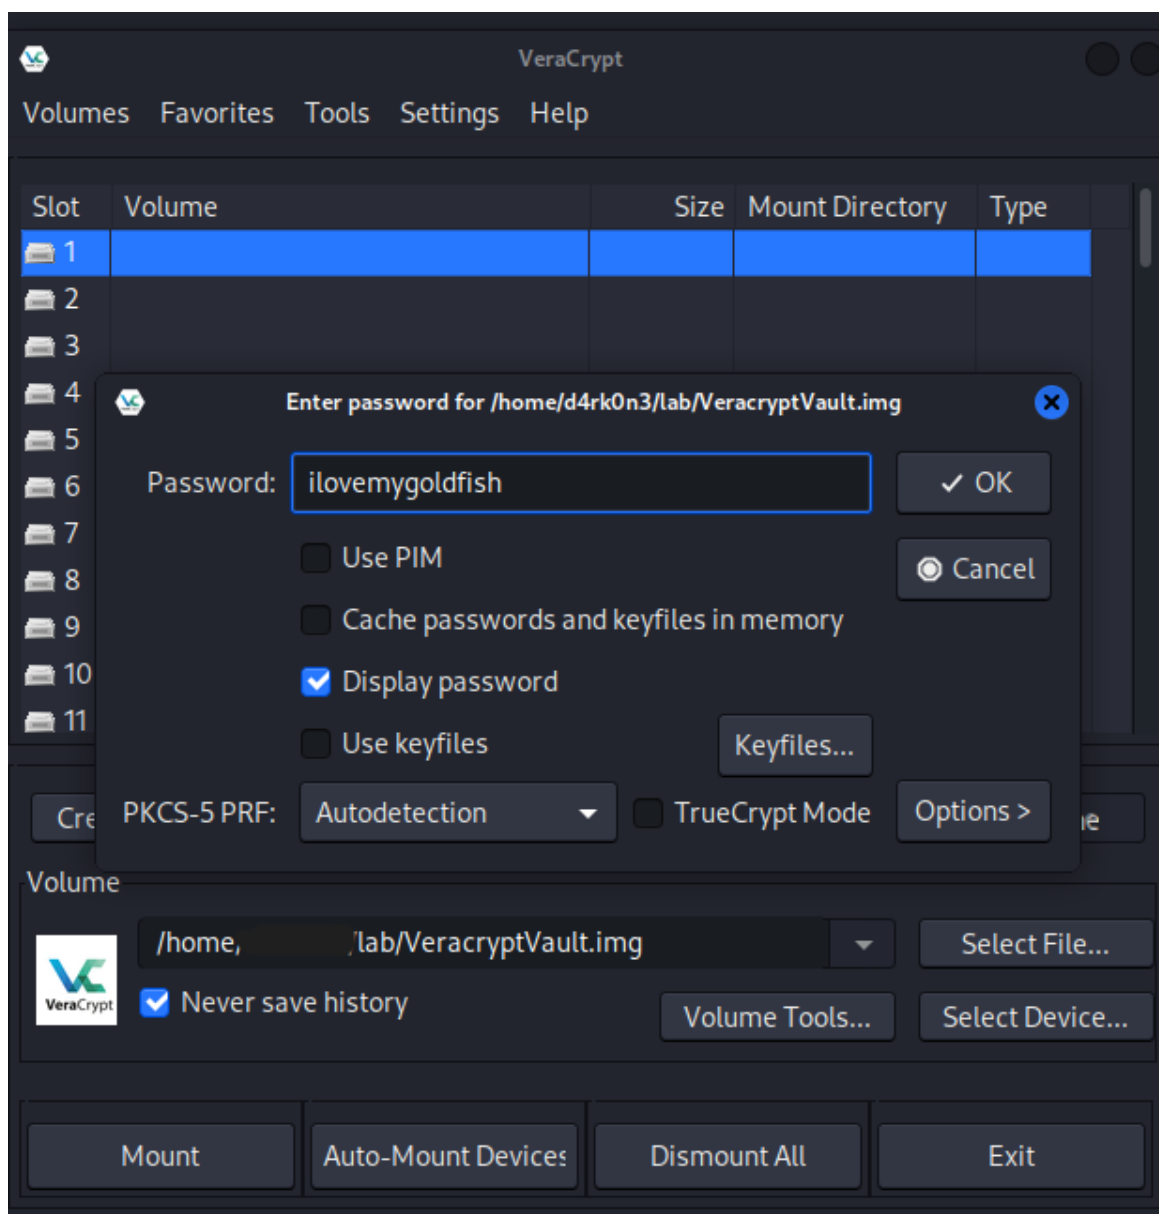 VeraCrypt
Volumes Favorites Tools Settings Help
Slot Volume Size Mount Directory Type
1
2
3
4
5
6
7
8
9
10
11
Enter password for /home/d4rk0n3/lab/VeracryptVault.img
Password: ilovemygoldfish OK
Use PIM
Cancel
Cache passwords and keyfiles in memory
Display password
Use keyfiles Keyfiles...
PKCS-5 PRF: Autodetection TrueCrypt Mode Options >
Cre
Volume
/home, /lab/VeracryptVault.img Select File...
VeraCrypt
Never save history Volume Tools... Select Device...
Mount Auto-Mount Devices Dismount All Exit